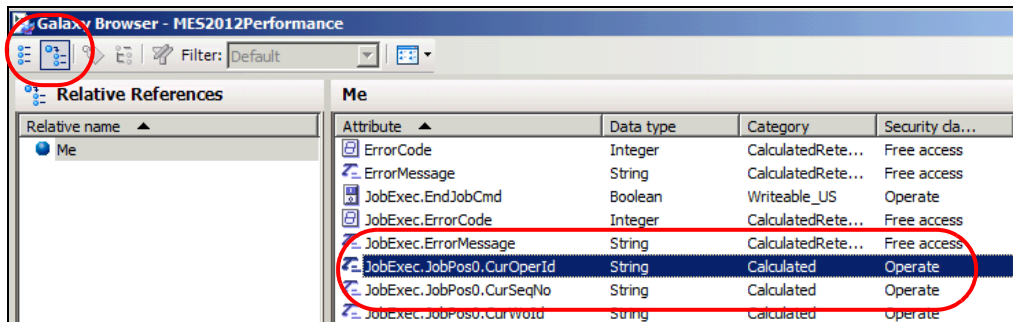 Galaxy Browser - MES2012Performance
Filter: Default
Relative References
Me
Relative name
Attribute Data type Category Security cla...
Me
ErrorCode Integer CalculatedRete... Free access
ErrorMessage String CalculatedRete... Free access
JobExec.EndJobCmd Boolean Writeable_US Operate
JobExec.ErrorCode Integer CalculatedRete... Free access
JobExec.ErrorMessage String CalculatedRete... Free access
JobExec.JobPos0.CurOperId String Calculated Operate
JobExec.JobPos0.CurSeqNo String Calculated Operate
JobExec.JobPos0.CurWoId String Calculated Operate